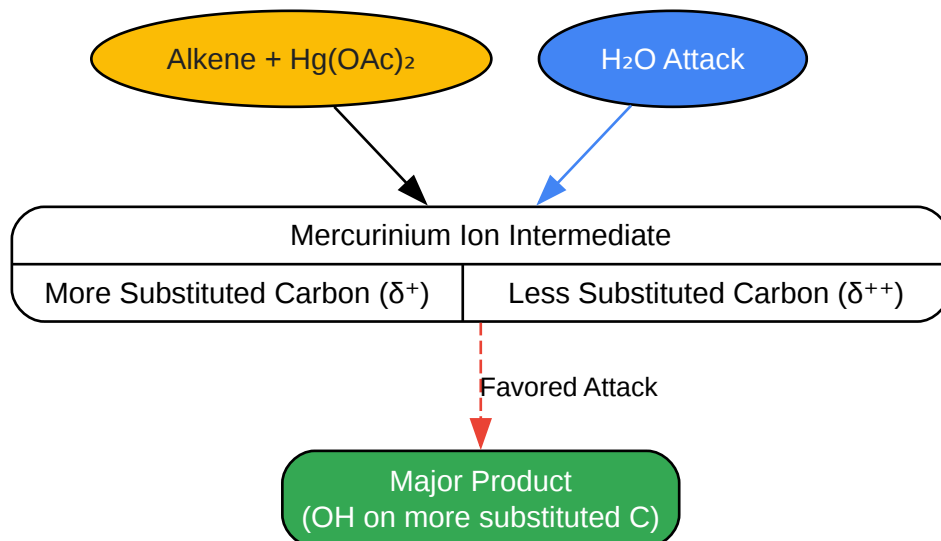 Alkene + Hg(OAc)₂
H₂O Attack
Mercurinium Ion Intermediate
More Substituted Carbon (δ⁺)
Less Substituted Carbon (δ⁺⁺)
Favored Attack
Major Product
(OH on more substituted C)